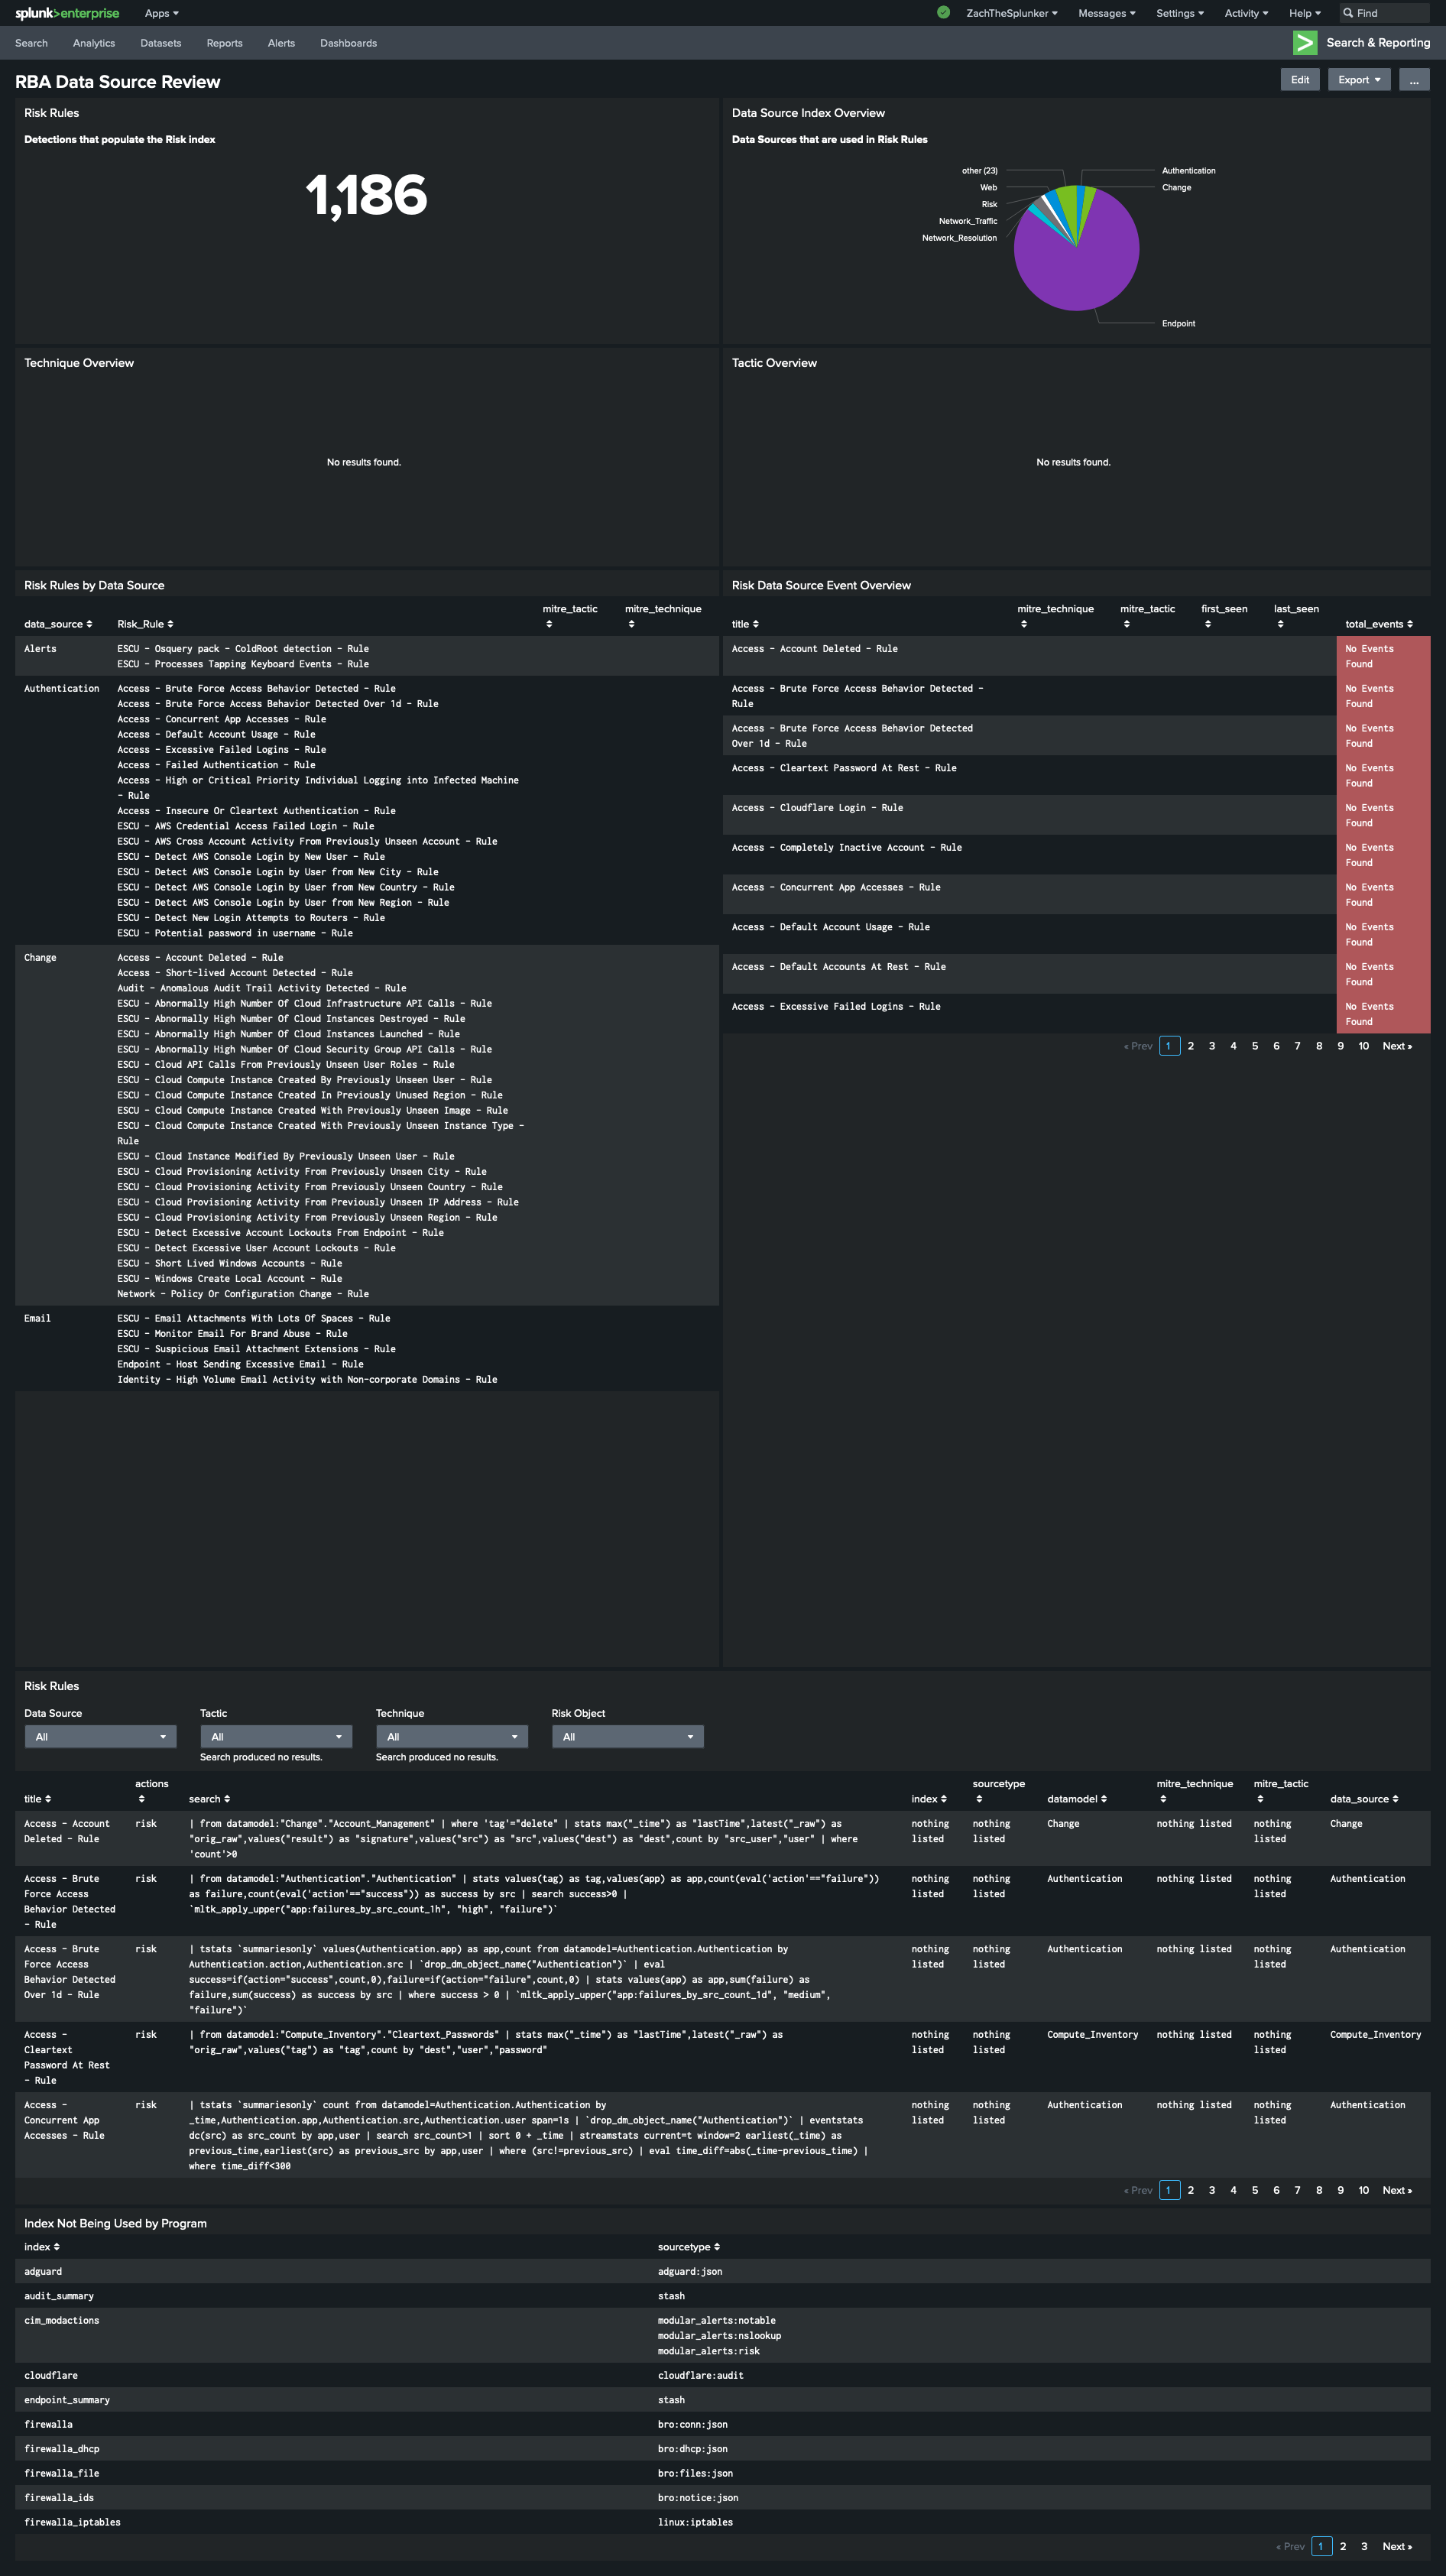 splunk>enterprise Apps ZachTheSplunker Messages Settings Activity Help Find
Search Analytics Datasets Reports Alerts Dashboards Search & Reporting
RBA Data Source Review Edit Export ...
Risk Rules
Detections that populate the Risk index
1,186
Data Source Index Overview
Data Sources that are used in Risk Rules
other (23)
Web
Risk
Network_Traffic
Network_Resolution
Authentication
Change
Endpoint
Technique Overview
No results found.
Tactic Overview
No results found.
Risk Rules by Data Source
data_source Risk_Rule mitre_tactic mitre_technique
Alerts
ESCU - Osquery pack - ColdRoot detection - Rule
ESCU - Processes Tapping Keyboard Events - Rule
Authentication
Access - Brute Force Access Behavior Detected - Rule
Access - Brute Force Access Behavior Detected Over 1d - Rule
Access - Concurrent App Accesses - Rule
Access - Default Account Usage - Rule
Access - Excessive Failed Logins - Rule
Access - Failed Authentication - Rule
Access - High or Critical Priority Individual Logging into Infected Machine
- Rule
Access - Insecure Or Cleartext Authentication - Rule
ESCU - AWS Credential Access Failed Login - Rule
ESCU - AWS Cross Account Activity From Previously Unseen Account - Rule
ESCU - Detect AWS Console Login by New User - Rule
ESCU - Detect AWS Console Login by User from New City - Rule
ESCU - Detect AWS Console Login by User from New Country - Rule
ESCU - Detect AWS Console Login by User from New Region - Rule
ESCU - Detect New Login Attempts to Routers - Rule
ESCU - Potential password in username - Rule
Change
Access - Account Deleted - Rule
Access - Short-lived Account Detected - Rule
Audit - Anomalous Audit Trail Activity Detected - Rule
ESCU - Abnormally High Number Of Cloud Infrastructure API Calls - Rule
ESCU - Abnormally High Number Of Cloud Instances Destroyed - Rule
ESCU - Abnormally High Number Of Cloud Instances Launched - Rule
ESCU - Abnormally High Number Of Cloud Security Group API Calls - Rule
ESCU - Cloud API Calls From Previously Unseen User Roles - Rule
ESCU - Cloud Compute Instance Created By Previously Unseen User - Rule
ESCU - Cloud Compute Instance Created In Previously Unused Region - Rule
ESCU - Cloud Compute Instance Created With Previously Unseen Image - Rule
ESCU - Cloud Compute Instance Created With Previously Unseen Instance Type -
Rule
ESCU - Cloud Instance Modified By Previously Unseen User - Rule
ESCU - Cloud Provisioning Activity From Previously Unseen City - Rule
ESCU - Cloud Provisioning Activity From Previously Unseen Country - Rule
ESCU - Cloud Provisioning Activity From Previously Unseen IP Address - Rule
ESCU - Cloud Provisioning Activity From Previously Unseen Region - Rule
ESCU - Detect Excessive Account Lockouts From Endpoint - Rule
ESCU - Detect Excessive User Account Lockouts - Rule
ESCU - Short Lived Windows Accounts - Rule
ESCU - Windows Create Local Account - Rule
Network - Policy Or Configuration Change - Rule
Email
ESCU - Email Attachments With Lots Of Spaces - Rule
ESCU - Monitor Email For Brand Abuse - Rule
ESCU - Suspicious Email Attachment Extensions - Rule
Endpoint - Host Sending Excessive Email - Rule
Identity - High Volume Email Activity with Non-corporate Domains - Rule
Risk Data Source Event Overview
title mitre_technique mitre_tactic first_seen last_seen total_events
Access - Account Deleted - Rule No Events
Found
Access - Brute Force Access Behavior Detected - No Events
Rule Found
Access - Brute Force Access Behavior Detected No Events
Over 1d - Rule Found
Access - Cleartext Password At Rest - Rule No Events
Found
Access - Cloudflare Login - Rule No Events
Found
Access - Completely Inactive Account - Rule No Events
Found
Access - Concurrent App Accesses - Rule No Events
Found
Access - Default Account Usage - Rule No Events
Found
Access - Default Accounts At Rest - Rule No Events
Found
Access - Excessive Failed Logins - Rule No Events
Found
« Prev 1 2 3 4 5 6 7 8 9 10 Next »
Risk Rules
Data Source Tactic Technique Risk Object
All All All All
Search produced no results. Search produced no results.
title actions search index sourcetype datamodel mitre_technique mitre_tactic data_source
Access - Account risk | from datamodel:"Change"."Account_Management" | where 'tag'="delete" | stats max("_time") as "lastTime",latest("_raw") as nothing nothing Change nothing listed nothing Change
Deleted - Rule "orig_raw",values("result") as "signature",values("src") as "src",values("dest") as "dest",count by "src_user","user" | where listed listed listed
'count'>0
Access - Brute risk | from datamodel:"Authentication"."Authentication" | stats values(tag) as tag,values(app) as app,count(eval('action'=="failure")) nothing nothing Authentication nothing listed nothing Authentication
Force Access as failure,count(eval('action'=="success")) as success by src | search success>0 | listed listed listed
Behavior Detected `mltk_apply_upper("app:failures_by_src_count_1h", "high", "failure")`
- Rule
Access - Brute risk | tstats `summariesonly` values(Authentication.app) as app,count from datamodel=Authentication.Authentication by nothing nothing Authentication nothing listed nothing Authentication
Force Access Authentication.action,Authentication.src | `drop_dm_object_name("Authentication")` | eval listed listed listed
Behavior Detected success=if(action="success",count,0),failure=if(action="failure",count,0) | stats values(app) as app,sum(failure) as
Over 1d - Rule failure,sum(success) as success by src | where success > 0 | `mltk_apply_upper("app:failures_by_src_count_1d", "medium",
"failure")`
Access - risk | from datamodel:"Compute_Inventory"."Cleartext_Passwords" | stats max("_time") as "lastTime",latest("_raw") as nothing nothing Compute_Inventory nothing listed nothing Compute_Inventory
Cleartext "orig_raw",values("tag") as "tag",count by "dest","user","password" listed listed listed
Password At Rest
- Rule
Access - risk | tstats `summariesonly` count from datamodel=Authentication.Authentication by nothing nothing Authentication nothing listed nothing Authentication
Concurrent App _time,Authentication.app,Authentication.src,Authentication.user span=1s | `drop_dm_object_name("Authentication")` | eventstats listed listed listed
Accesses - Rule dc(src) as src_count by app,user | search src_count>1 | sort 0 + _time | streamstats current=t window=2 earliest(_time) as
previous_time,earliest(src) as previous_src by app,user | where (src!=previous_src) | eval time_diff=abs(_time-previous_time) |
where time_diff<300
« Prev 1 2 3 4 5 6 7 8 9 10 Next »
Index Not Being Used by Program
index sourcetype
adguard adguard:json
audit_summary stash
cim_modactions modular_alerts:notable
modular_alerts:nslookup
modular_alerts:risk
cloudflare cloudflare:audit
endpoint_summary stash
firewalla bro:conn:json
firewalla_dhcp bro:dhcp:json
firewalla_file bro:files:json
firewalla_ids bro:notice:json
firewalla_iptables linux:iptables
« Prev 1 2 3 Next »